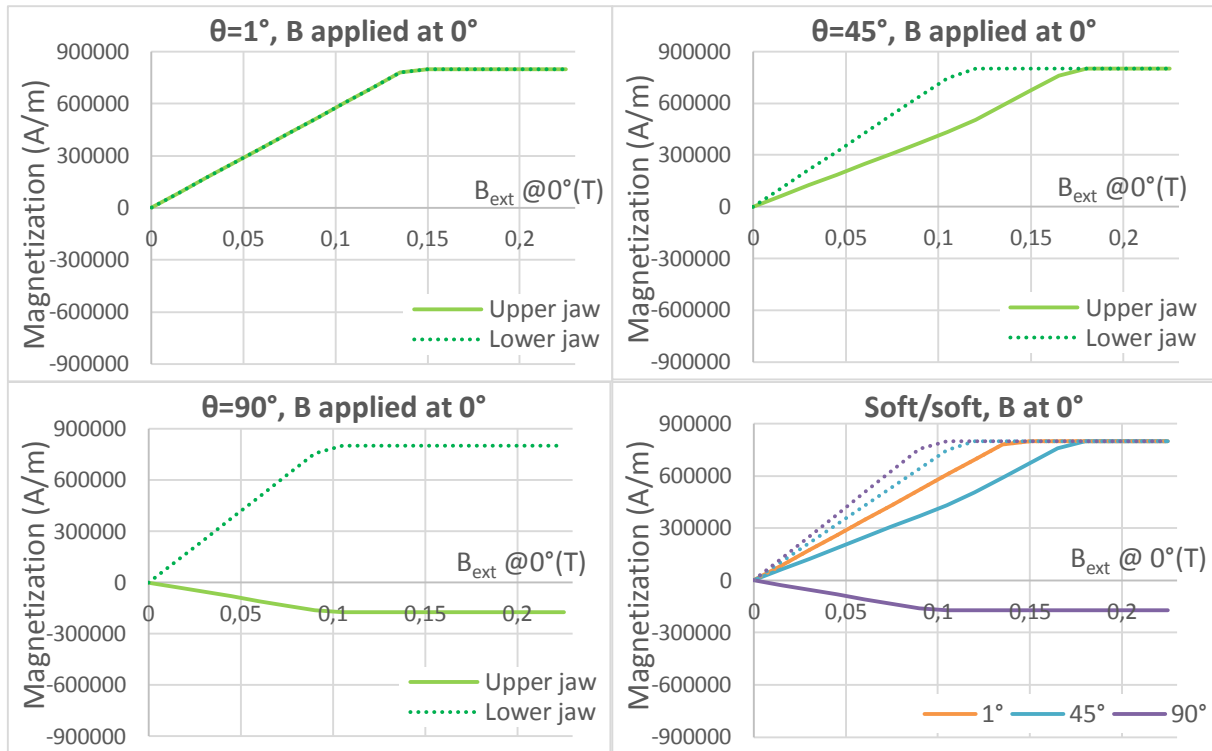 θ=1°, B applied at 0°
Magnetization (A/m)
900000
600000
300000
0
-300000
-600000
-900000
0
0,05
0,1
0,15
0,2
Bext @0°(T)
Upper jaw
Lower jaw
θ=45°, B applied at 0°
Magnetization (A/m)
900000
600000
300000
0
-300000
-600000
-900000
0
0,05
0,1
0,15
0,2
Bext @0°(T)
Upper jaw
Lower jaw
θ=90°, B applied at 0°
Magnetization (A/m)
900000
600000
300000
0
-300000
-600000
-900000
0
0,05
0,1
0,15
0,2
Bext @0°(T)
Upper jaw
Lower jaw
Soft/soft, B at 0°
Magnetization (A/m)
900000
600000
300000
0
-300000
-600000
-900000
0
0,05
0,1
0,15
0,2
Bext @ 0°(T)
1°
45°
90°